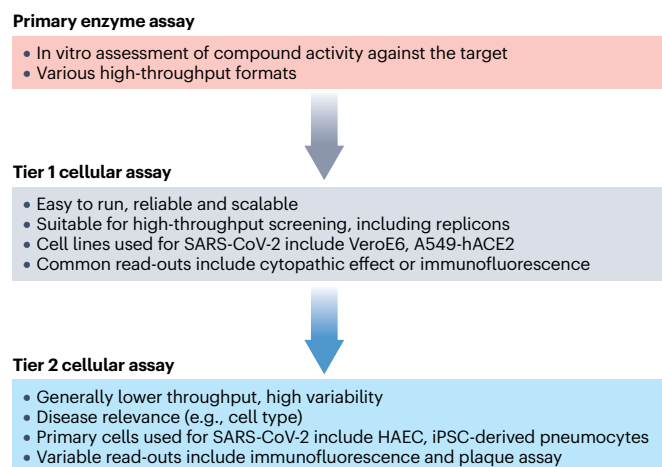 Primary enzyme assay
• In vitro assessment of compound activity against the target
• Various high-throughput formats
Tier 1 cellular assay
• Easy to run, reliable and scalable
• Suitable for high-throughput screening, including replicons
• Cell lines used for SARS-CoV-2 include VeroE6, A549-hACE2
• Common read-outs include cytopathic effect or immunofluorescence
Tier 2 cellular assay
• Generally lower throughput, high variability
• Disease relevance (e.g., cell type)
• Primary cells used for SARS-CoV-2 include HAEC, iPSC-derived pneumocytes
• Variable read-outs include immunofluorescence and plaque assay